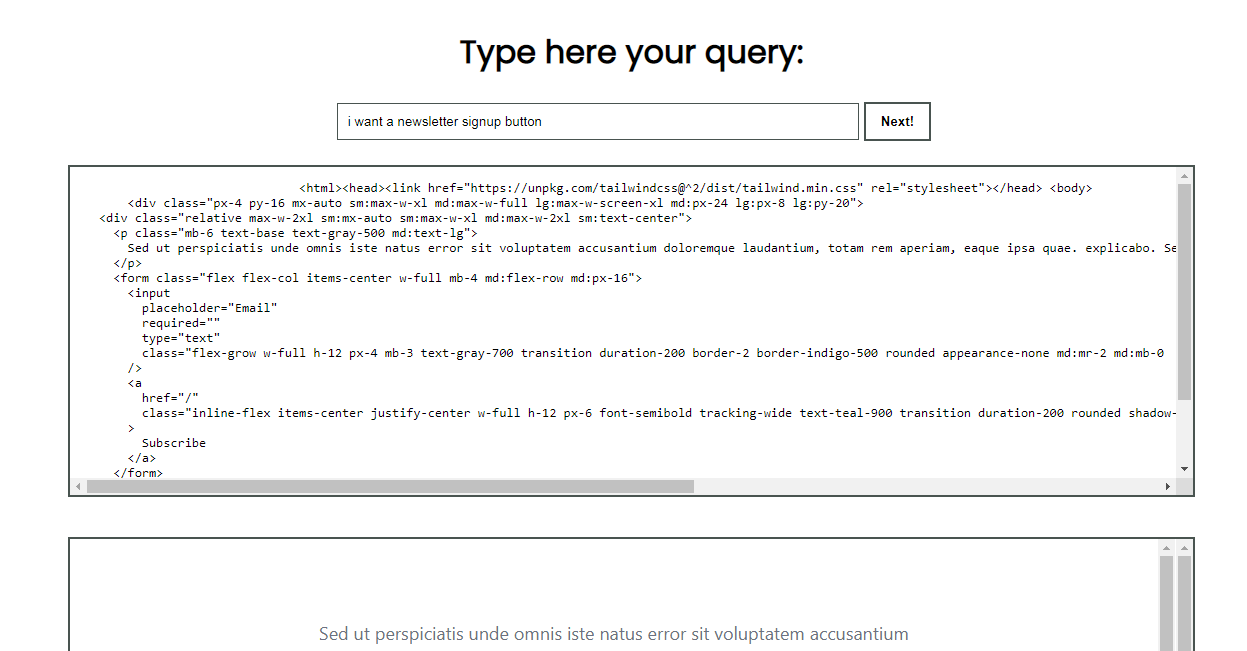 Type here your query:
i want a newsletter signup button
Next!
<html><head><link href="https://unpkg.com/tailwindcss@^2/dist/tailwind.min.css" rel="stylesheet"></head> <body>
<div class="px-4 py-16 mx-auto sm:max-w-xl md:max-w-full lg:max-w-screen-xl md:px-24 lg:px-8 lg:py-20">
<div class="relative max-w-2xl sm:mx-auto sm:max-w-xl md:max-w-2xl sm:text-center">
<p class="mb-6 text-base text-gray-500 md:text-lg">
Sed ut perspiciatis unde omnis iste natus error sit voluptatem accusantium doloremque laudantium, totam rem aperiam, eaque ipsa quae. explicabo. Se
</p>
<form class="flex flex-col items-center w-full mb-4 md:flex-row md:px-16">
<input
placeholder="Email"
required=""
type="text"
class="flex-grow w-full h-12 px-4 mb-3 text-gray-700 transition duration-200 border-2 border-indigo-500 rounded appearance-none md:mr-2 md:mb-0
/>
<a
href="/"
class="inline-flex items-center justify-center w-full h-12 px-6 font-semibold tracking-wide text-teal-900 transition duration-200 rounded shadow-
>
Subscribe
</a>
</form>
Sed ut perspiciatis unde omnis iste natus error sit voluptatem accusantium